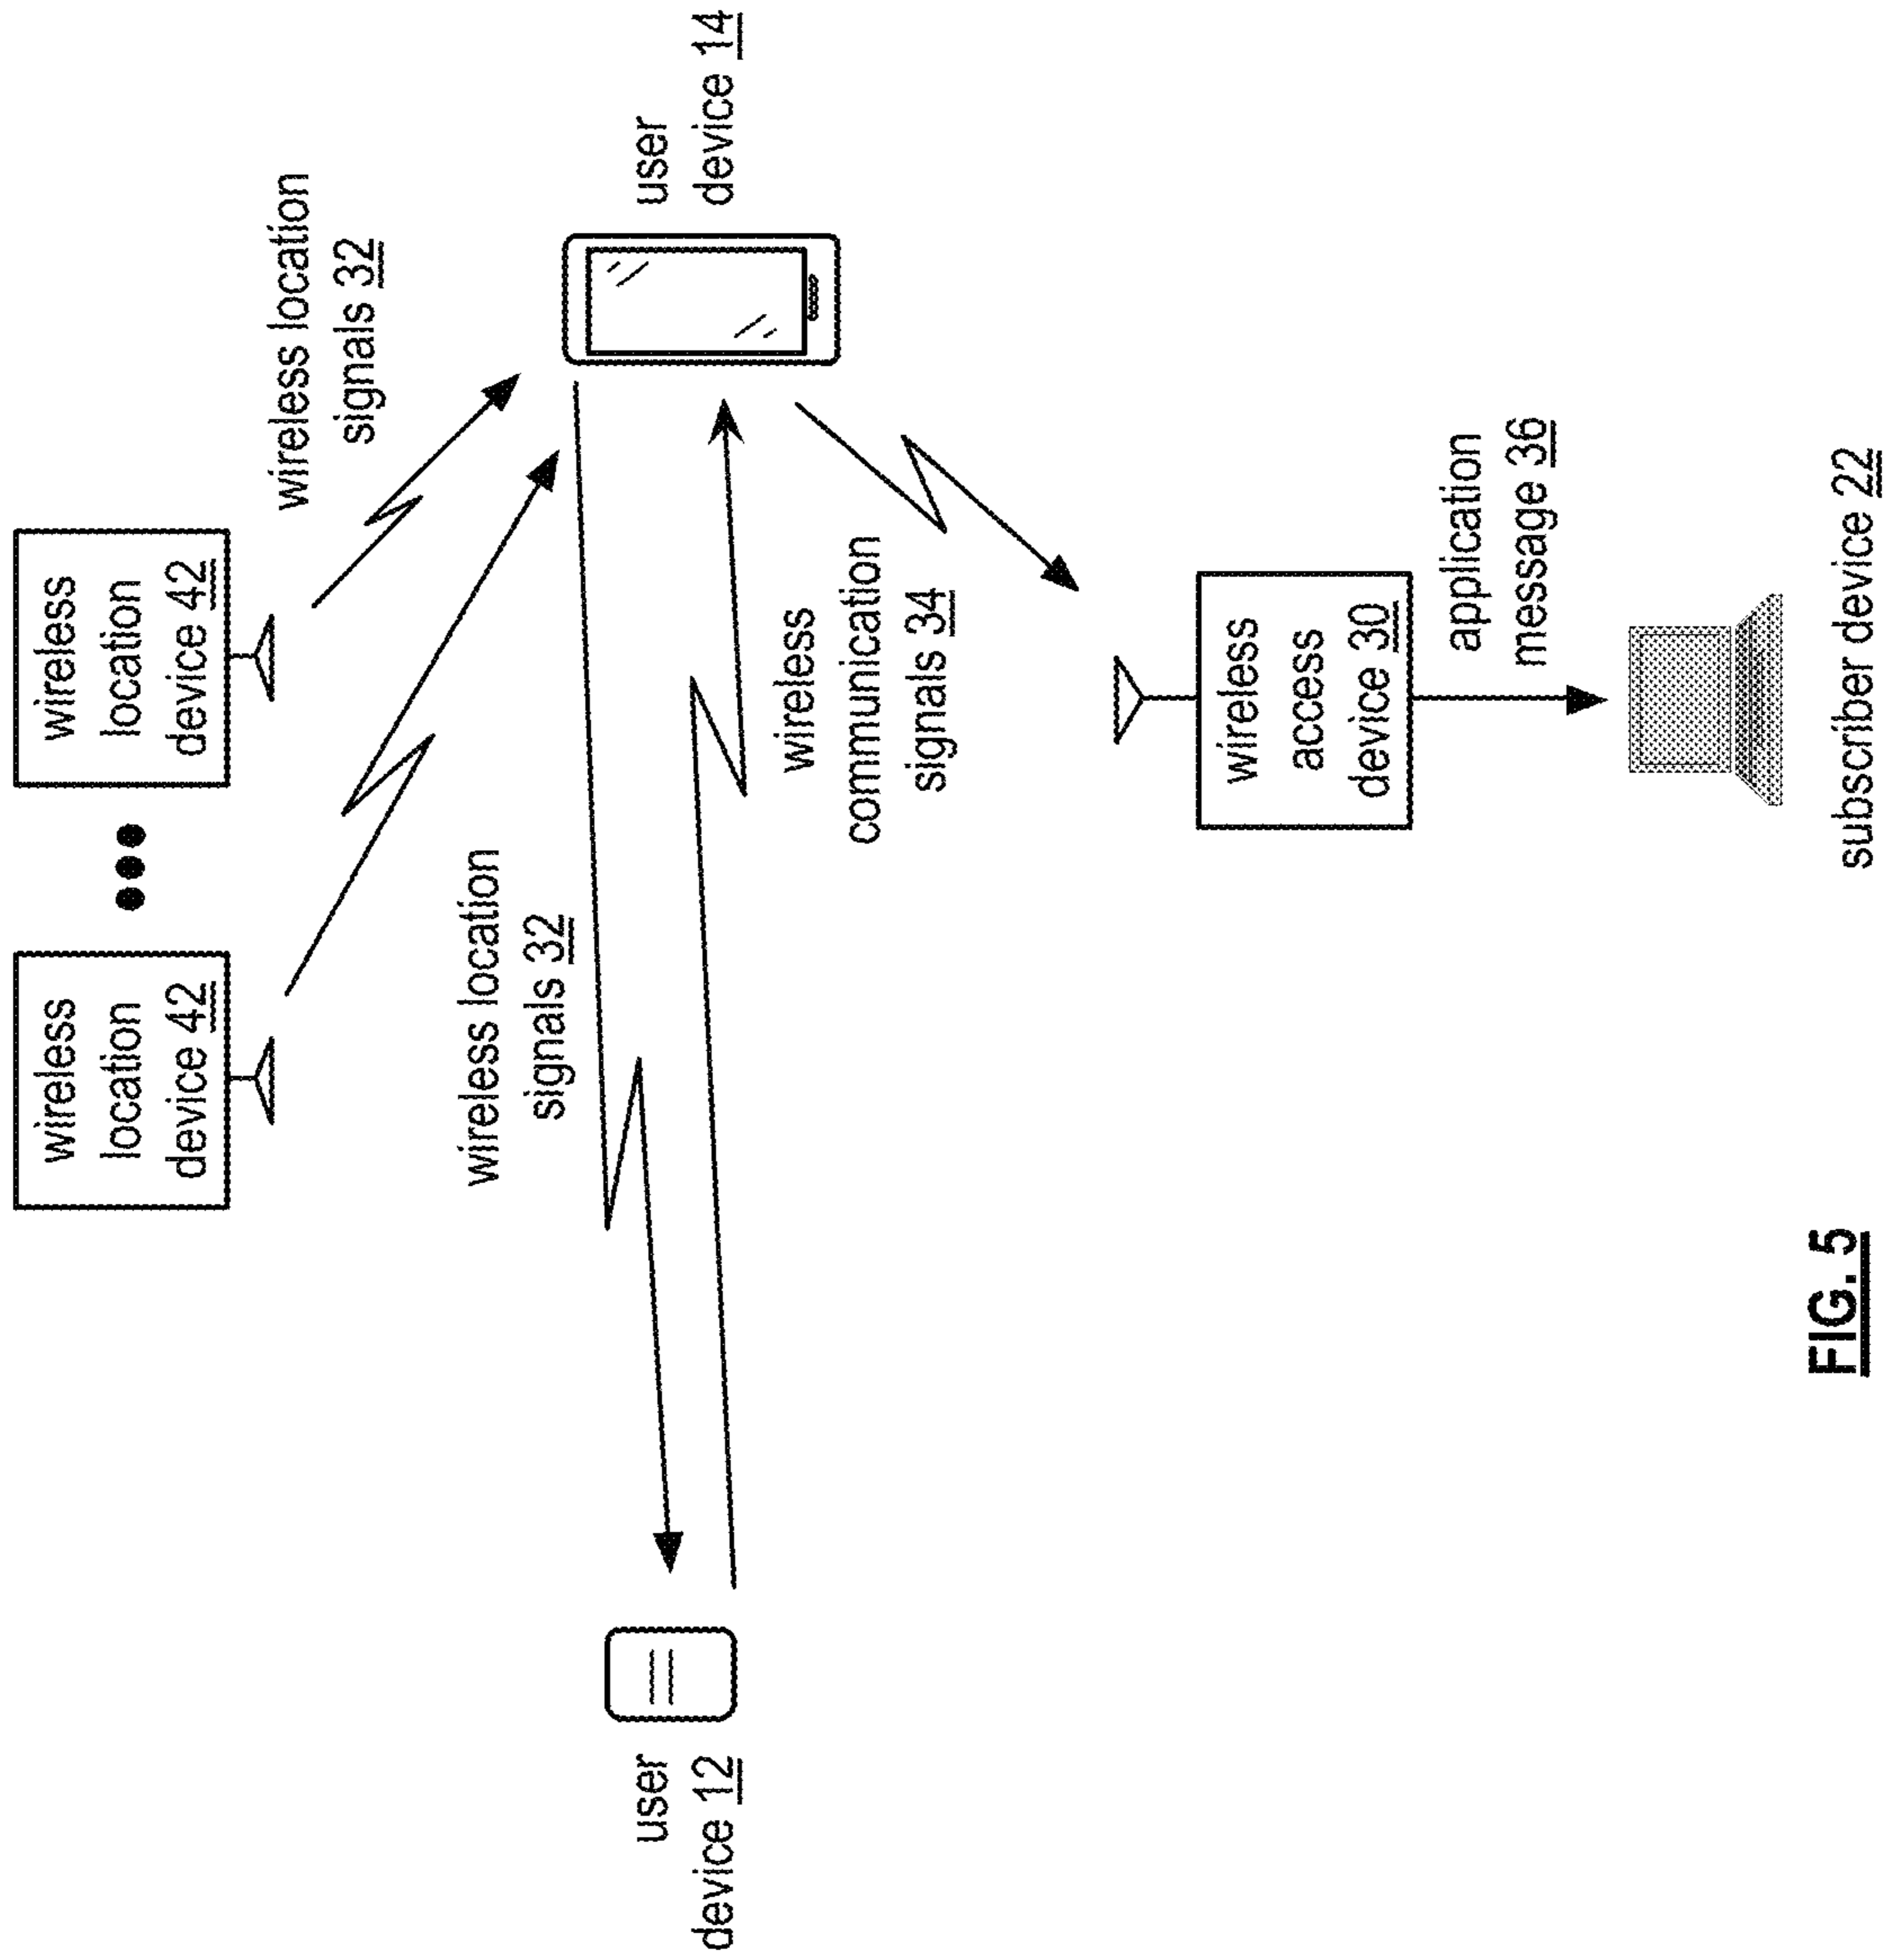 wireless
location
device 42
wireless
location
device 42
wireless location
signals 32
wireless location
signals 32
user
device 12
user
device 14
wireless
communication
signals 34
wireless
access
device 30
application
message 36
subscriber device 22
FIG. 5